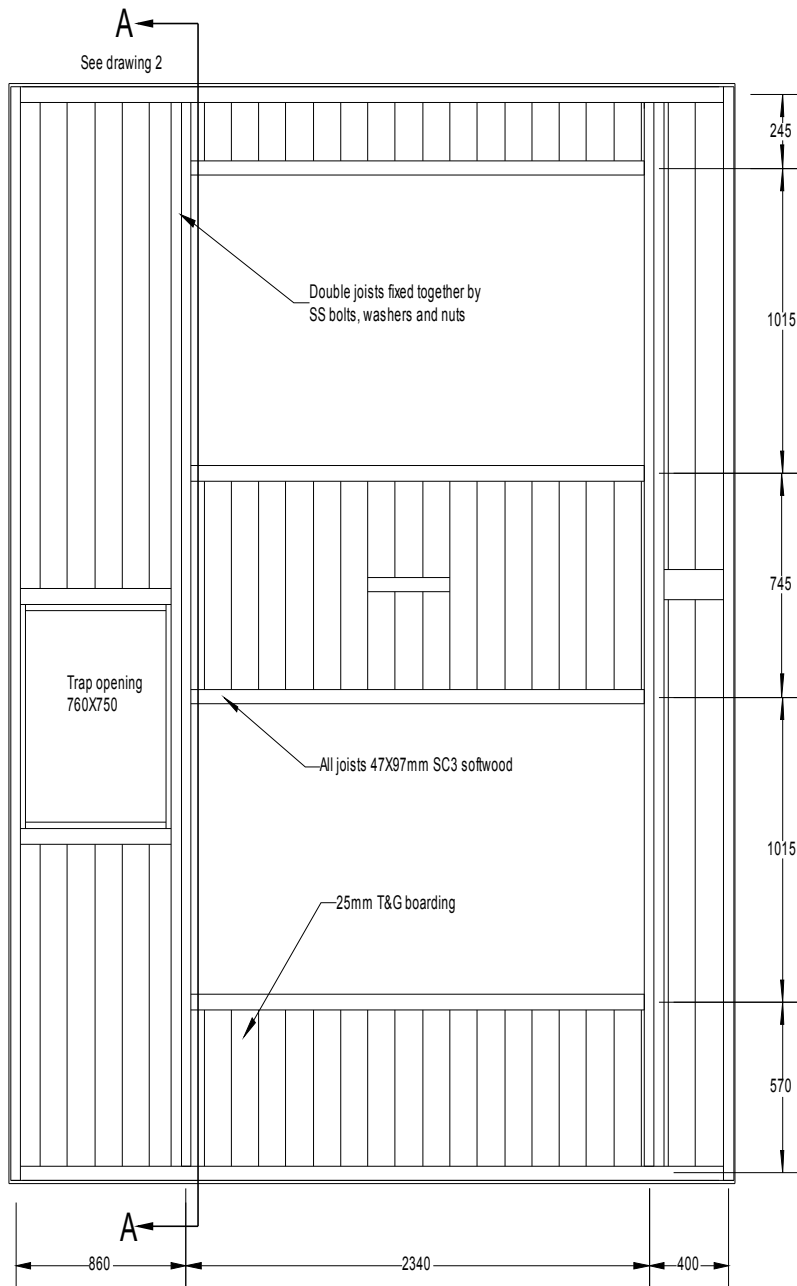 A
See drawing 2
245
Double joists fixed together by
SS bolts, washers and nuts
1015
745
Trap opening
760X750
All joists 47X97mm SC3 softwood
1015
25mm T&G boarding
570
A
860
2340
400